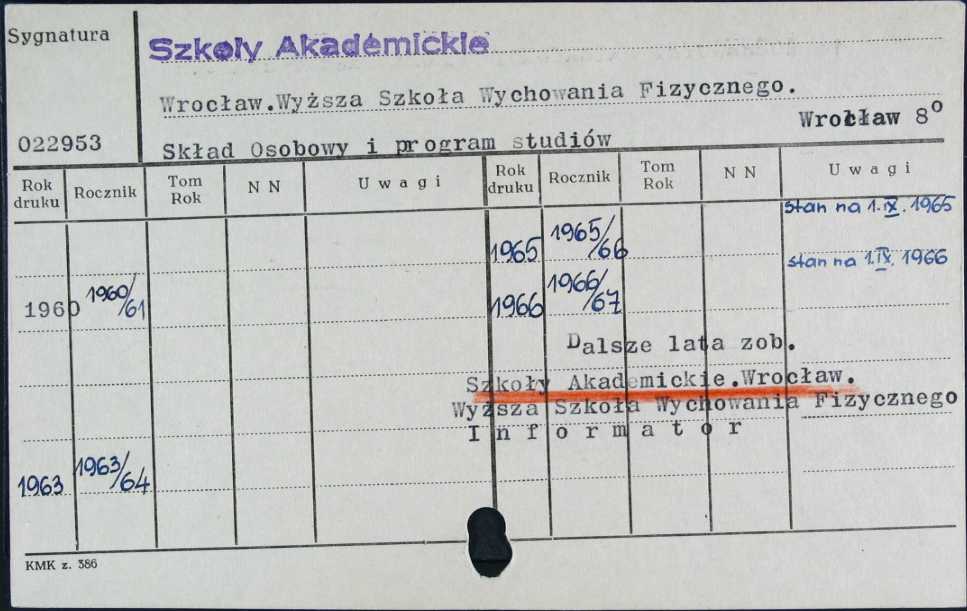 Sygnatura
Szkoły Akademickie
Wrocław.Wyższa Szkoła Wychowania Fizycznego.
Wrocław 8º
022953
Skład Osobowy i program studiów
Rok druku Rocznik Tom Rok N N U w a g i Rok druku Rocznik Tom Rok N N U w a g i
1965 1965/66 stan na 1.IX.1965
1960 1960/61 1966 1966/67 stan na 1.IX.1966
Dalsze lata zob.
Szkoły Akademickie.Wrocław.
Wyższa Szkoła Wychowania Fizycznego
I n f o r m a t o r
1963 1963/64
KMK z. 386